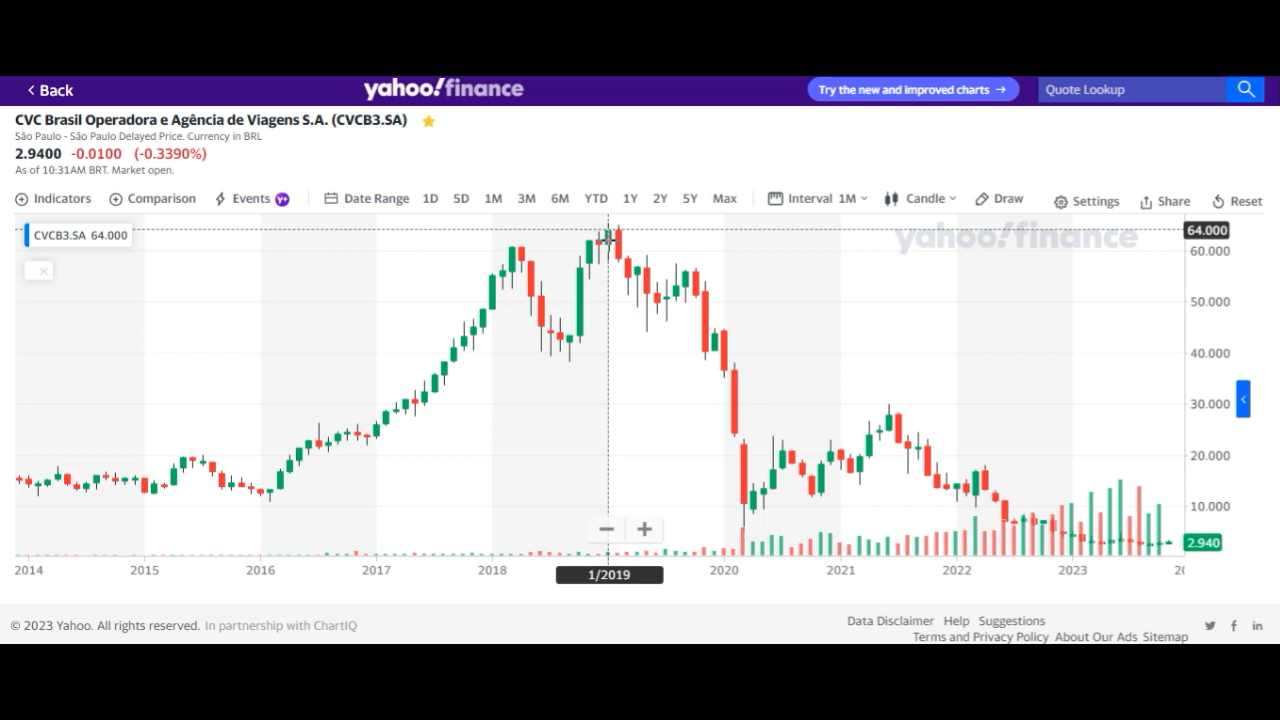 Back
yahoo!finance
Try the new and improved charts →
Quote Lookup
CVC Brasil Operadora e Agência de Viagens S.A. (CVCB3.SA)
São Paulo - São Paulo Delayed Price. Currency in BRL
2.9400 -0.0100 (-0.3390%)
As of 10:31AM BRT. Market open.
Indicators Comparison Events Y+ Date Range 1D 5D 1M 3M 6M YTD 1Y 2Y 5Y Max Interval 1M Candle Draw Settings Share Reset
CVCB3.SA 64.000
yahoo!finance
64.000
60.000
50.000
40.000
30.000
20.000
10.000
2.940
2014 2015 2016 2017 2018 1/2019 2020 2021 2022 2023
© 2023 Yahoo. All rights reserved. In partnership with ChartIQ
Data Disclaimer Help Suggestions
Terms and Privacy Policy About Our Ads Sitemap